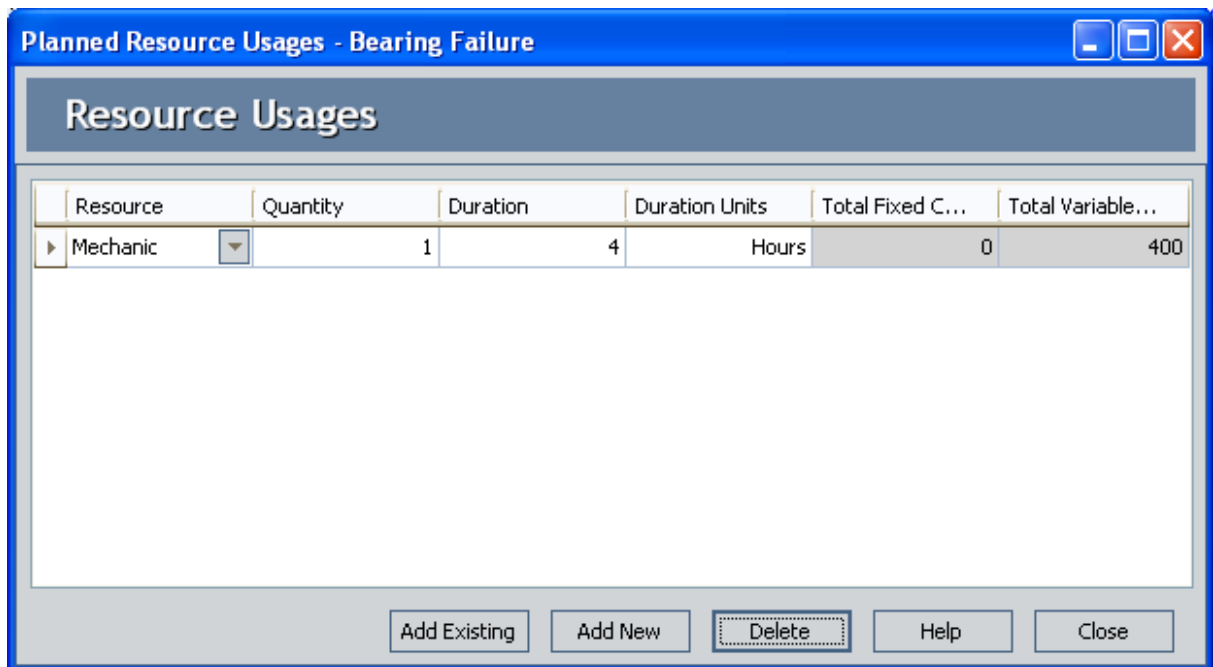 Planned Resource Usages - Bearing Failure
Resource Usages
Resource Quantity Duration Duration Units Total Fixed C... Total Variable...
Mechanic 1 4 Hours 0 400
Add Existing Add New Delete Help Close